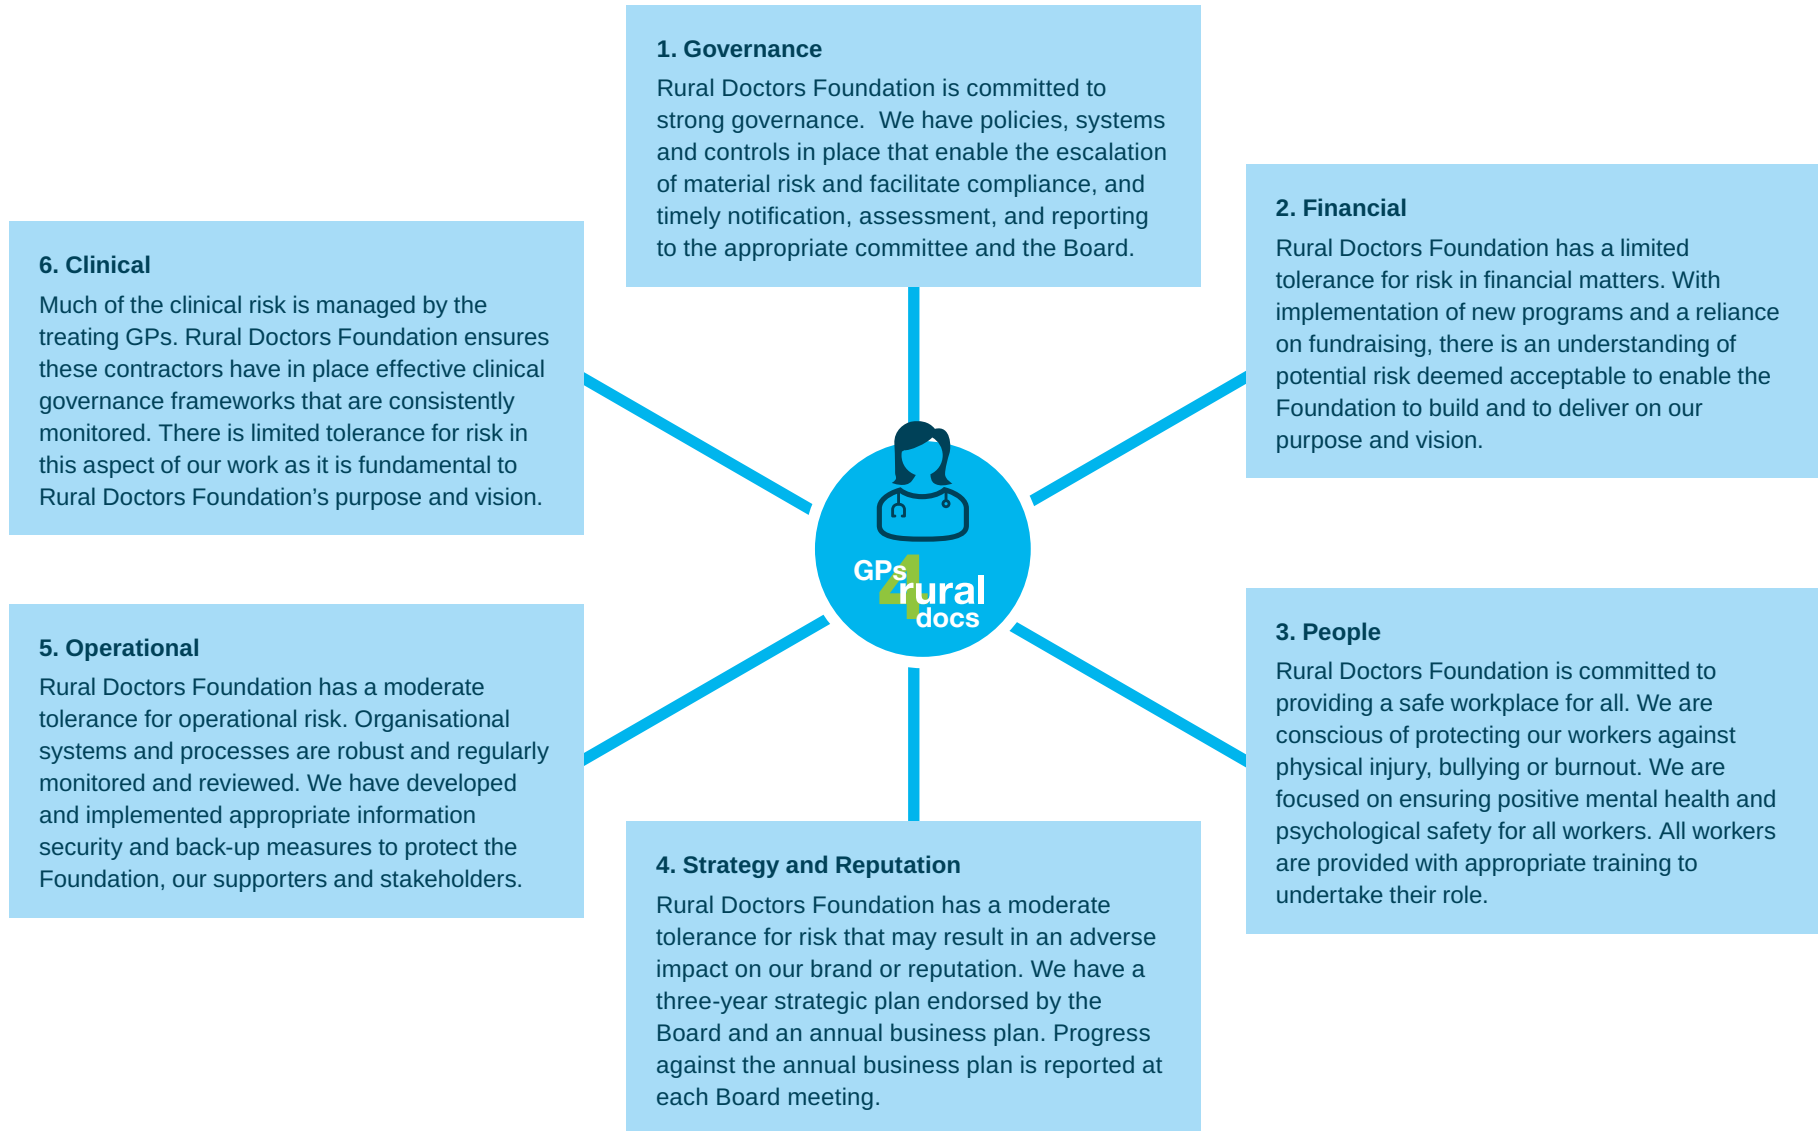 1. Governance
Rural Doctors Foundation is committed to
strong governance.  We have policies, systems
and controls in place that enable the escalation
of material risk and facilitate compliance, and
timely notification, assessment, and reporting
to the appropriate committee and the Board.
2. Financial
Rural Doctors Foundation has a limited
tolerance for risk in financial matters. With
implementation of new programs and a reliance
on fundraising, there is an understanding of
potential risk deemed acceptable to enable the
Foundation to build and to deliver on our
purpose and vision.
3. People
Rural Doctors Foundation is committed to
providing a safe workplace for all. We are
conscious of protecting our workers against
physical injury, bullying or burnout. We are
focused on ensuring positive mental health and
psychological safety for all workers. All workers
are provided with appropriate training to
undertake their role.
4. Strategy and Reputation
Rural Doctors Foundation has a moderate
tolerance for risk that may result in an adverse
impact on our brand or reputation. We have a
three-year strategic plan endorsed by the
Board and an annual business plan. Progress
against the annual business plan is reported at
each Board meeting.
5. Operational
Rural Doctors Foundation has a moderate
tolerance for operational risk. Organisational
systems and processes are robust and regularly
monitored and reviewed. We have developed
and implemented appropriate information
security and back-up measures to protect the
Foundation, our supporters and stakeholders.
6. Clinical
Much of the clinical risk is managed by the
treating GPs. Rural Doctors Foundation ensures
these contractors have in place effective clinical
governance frameworks that are consistently
monitored. There is limited tolerance for risk in
this aspect of our work as it is fundamental to
Rural Doctors Foundation’s purpose and vision.
GPs
4
rural
docs